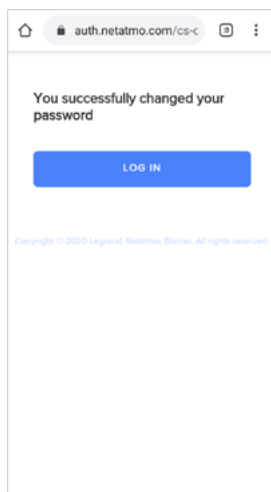 auth.netatmo.com/cs-c
You successfully changed your
password
LOG IN
Copyright © 2020 Legrand, Netatmo, Bticino. All rights reserved.